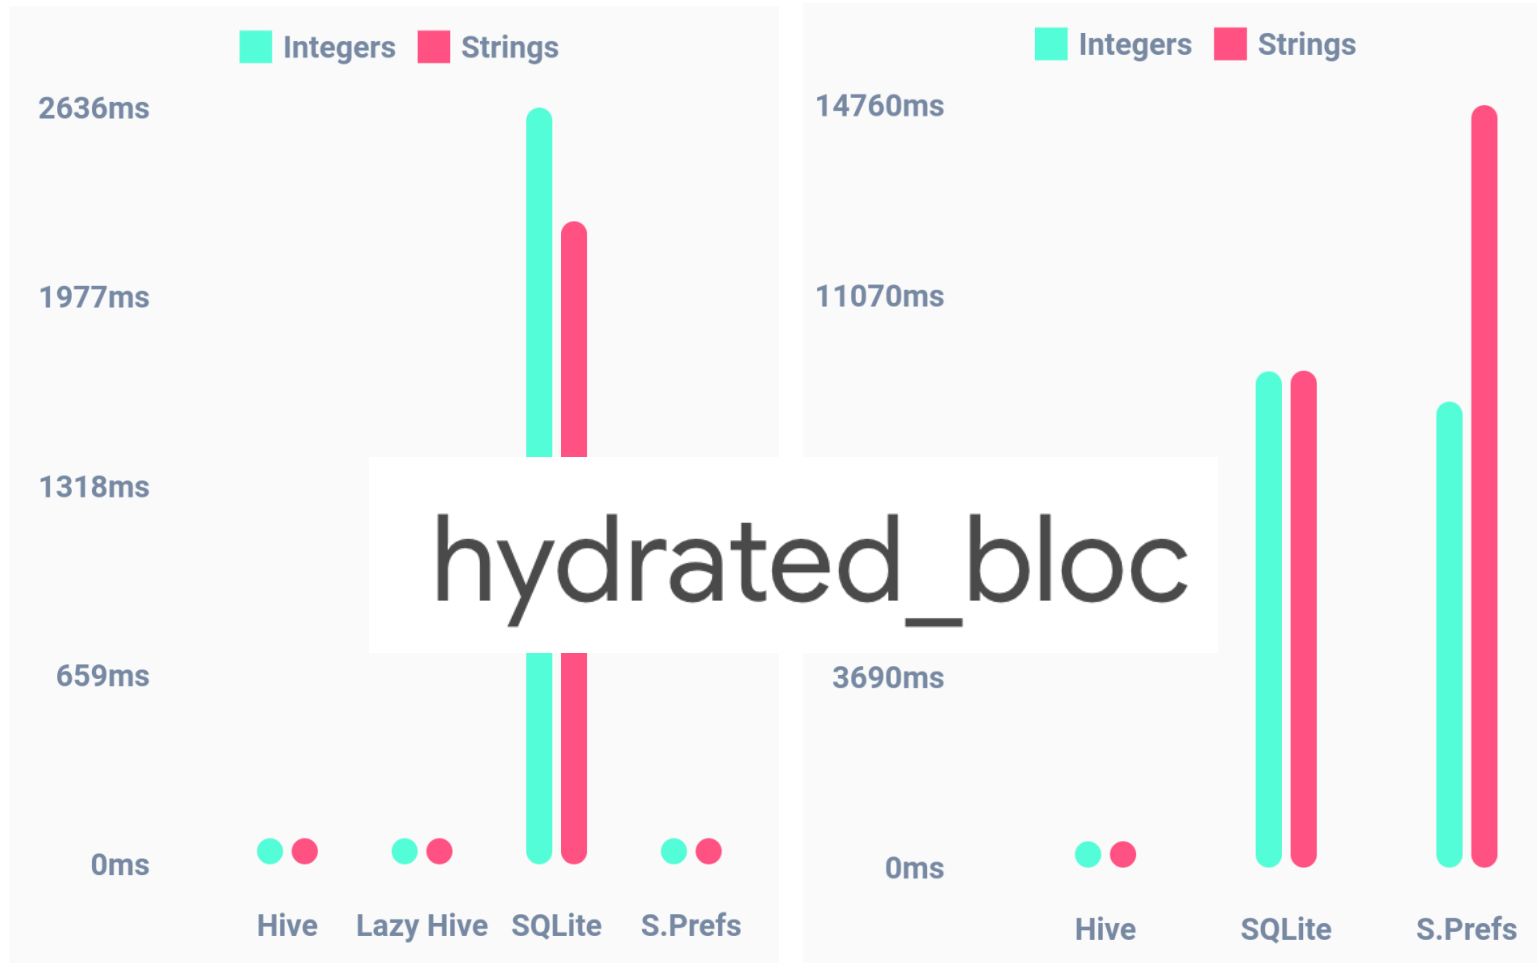 Integers Strings
2636ms
1977ms
1318ms
659ms
0ms
Hive Lazy Hive SQLite S.Prefs
Integers Strings
14760ms
11070ms
3690ms
0ms
Hive SQLite S.Prefs
hydrated_bloc